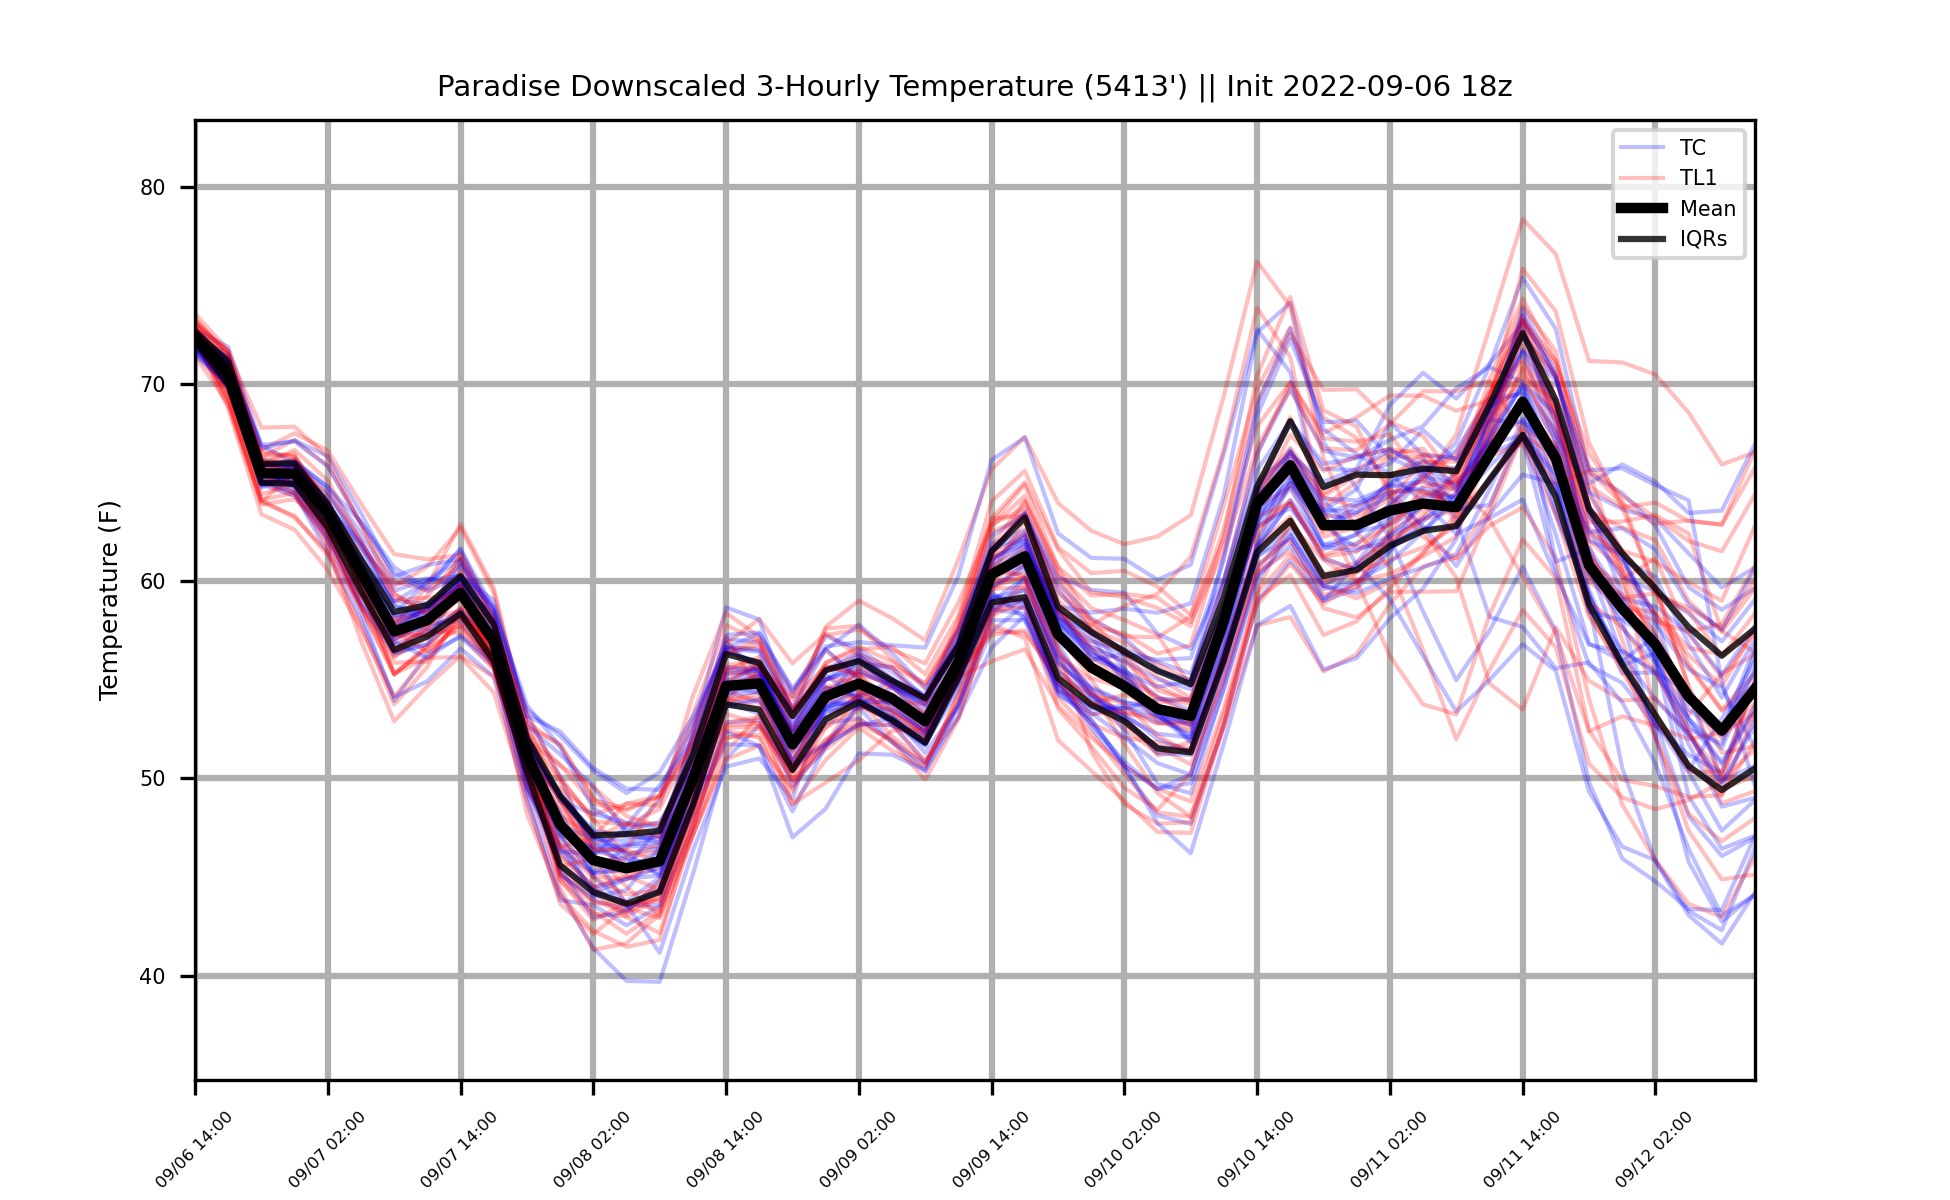 Paradise Downscaled 3-Hourly Temperature (5413') || Init 2022-09-06 18z
TC
TL1
Mean
IQRs
Temperature (F)
80
70
60
50
40
09/06 14:00
09/07 02:00
09/07 14:00
09/08 02:00
09/08 14:00
09/09 02:00
09/09 14:00
09/10 02:00
09/10 14:00
09/11 02:00
09/11 14:00
09/12 02:00